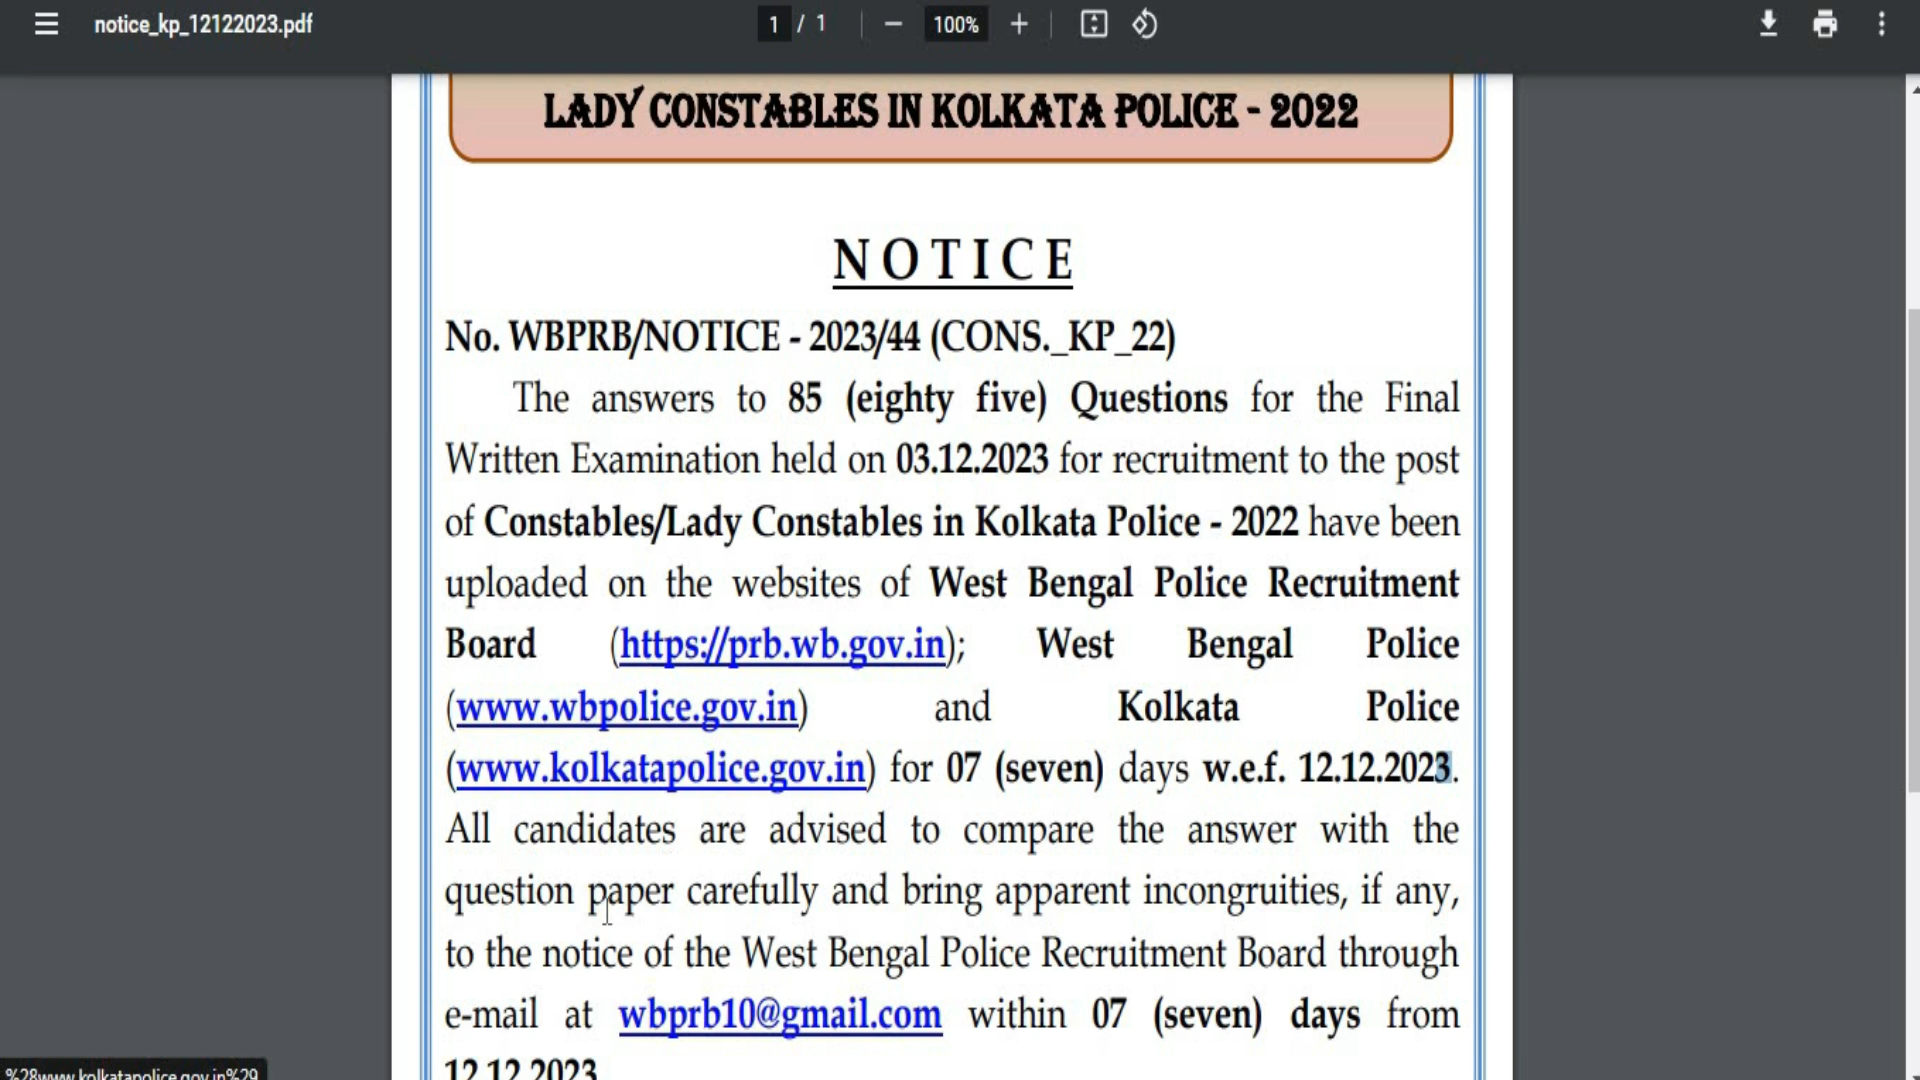 notice_kp_12122023.pdf
1 / 1
100%
LADY CONSTABLES IN KOLKATA POLICE - 2022
NOTICE
No. WBPRB/NOTICE - 2023/44 (CONS._KP_22)
The answers to 85 (eighty five) Questions for the Final
Written Examination held on 03.12.2023 for recruitment to the post
of Constables/Lady Constables in Kolkata Police - 2022 have been
uploaded on the websites of West Bengal Police Recruitment
Board (https://prb.wb.gov.in); West Bengal Police
(www.wbpolice.gov.in) and Kolkata Police
(www.kolkatapolice.gov.in) for 07 (seven) days w.e.f. 12.12.2023.
All candidates are advised to compare the answer with the
question paper carefully and bring apparent incongruities, if any,
to the notice of the West Bengal Police Recruitment Board through
e-mail at wbprb10@gmail.com within 07 (seven) days from
12.12.2023
%28www.kolkatapolice.gov.in%29